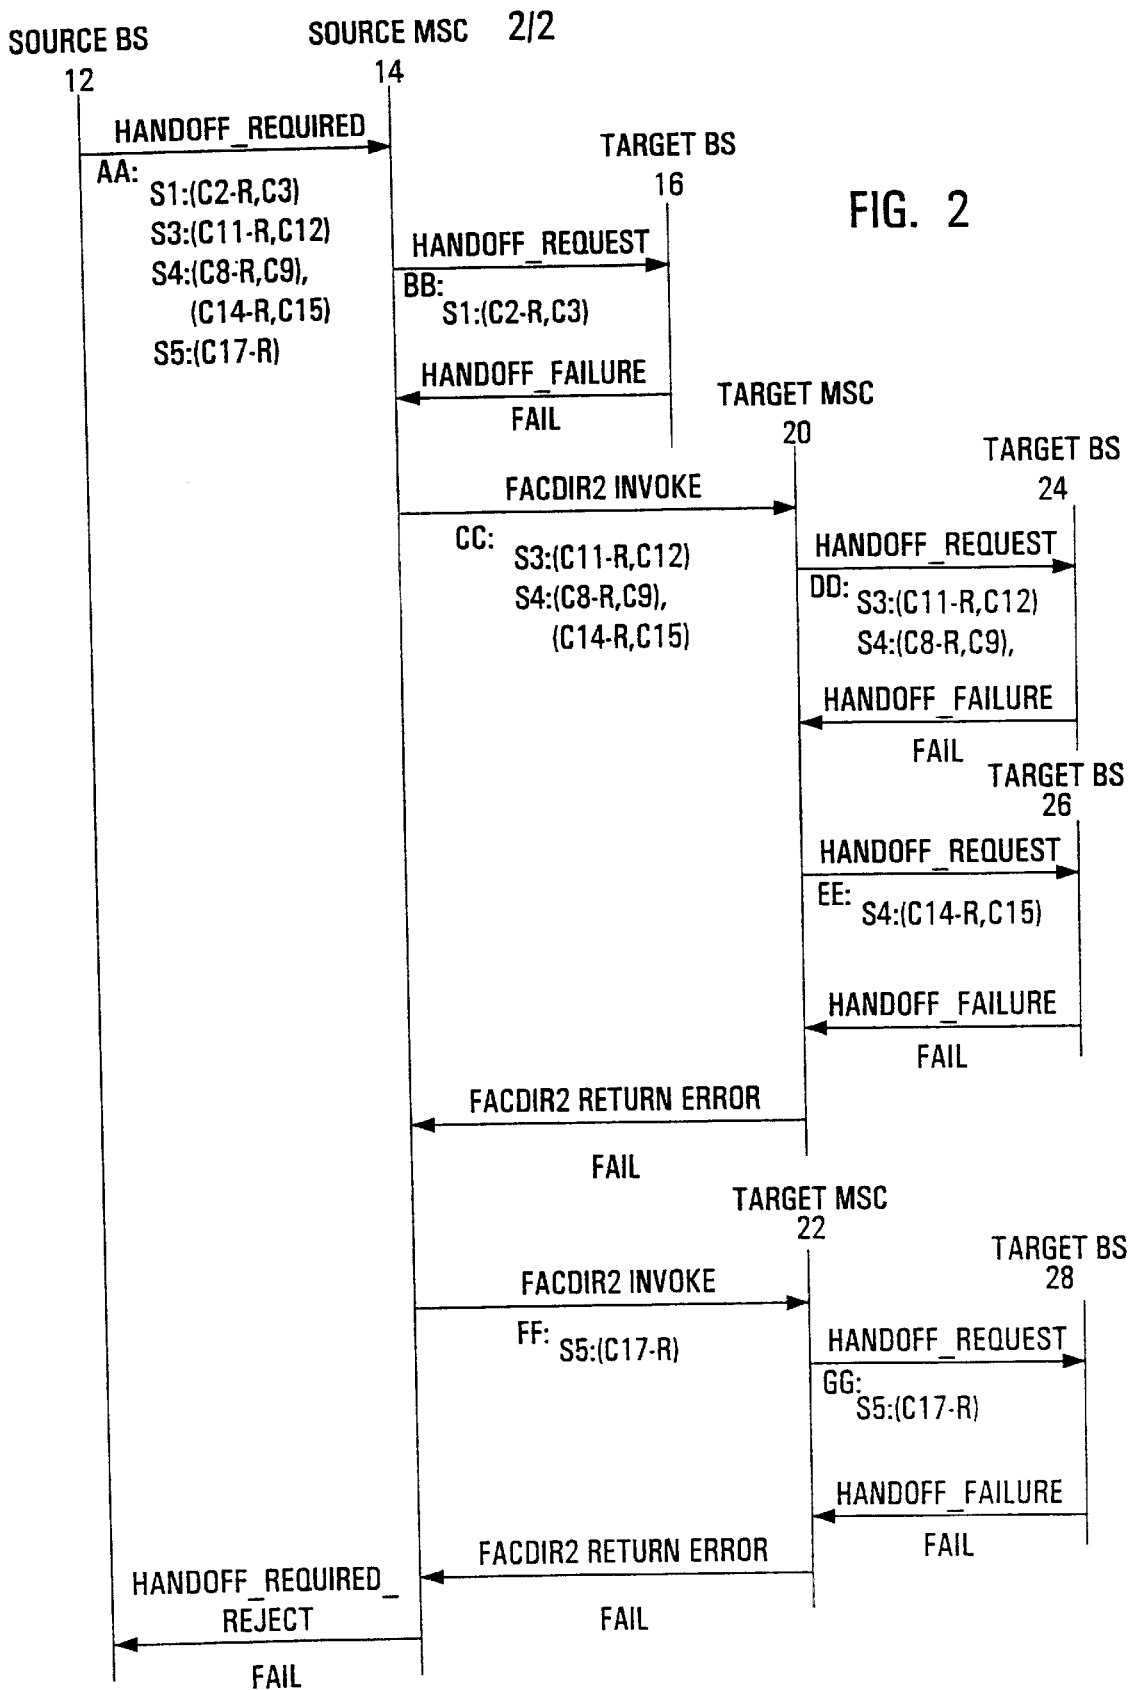 SOURCE BS
12
SOURCE MSC 2/2
14
HANDOFF_REQUIRED
AA:
S1:(C2-R,C3)
S3:(C11-R,C12)
S4:(C8-R,C9),
(C14-R,C15)
S5:(C17-R)
TARGET BS
16
FIG. 2
HANDOFF_REQUEST
BB:
S1:(C2-R,C3)
HANDOFF_FAILURE
FAIL
TARGET MSC
20
TARGET BS
24
FACDIR2 INVOKE
CC:
S3:(C11-R,C12)
S4:(C8-R,C9),
(C14-R,C15)
HANDOFF_REQUEST
DD:
S3:(C11-R,C12)
S4:(C8-R,C9),
HANDOFF_FAILURE
FAIL
TARGET BS
26
HANDOFF_REQUEST
EE:
S4:(C14-R,C15)
HANDOFF_FAILURE
FAIL
FACDIR2 RETURN ERROR
FAIL
TARGET MSC
22
TARGET BS
28
FACDIR2 INVOKE
FF:
S5:(C17-R)
HANDOFF_REQUEST
GG:
S5:(C17-R)
HANDOFF_FAILURE
FAIL
FACDIR2 RETURN ERROR
FAIL
HANDOFF_REQUIRED_
REJECT
FAIL